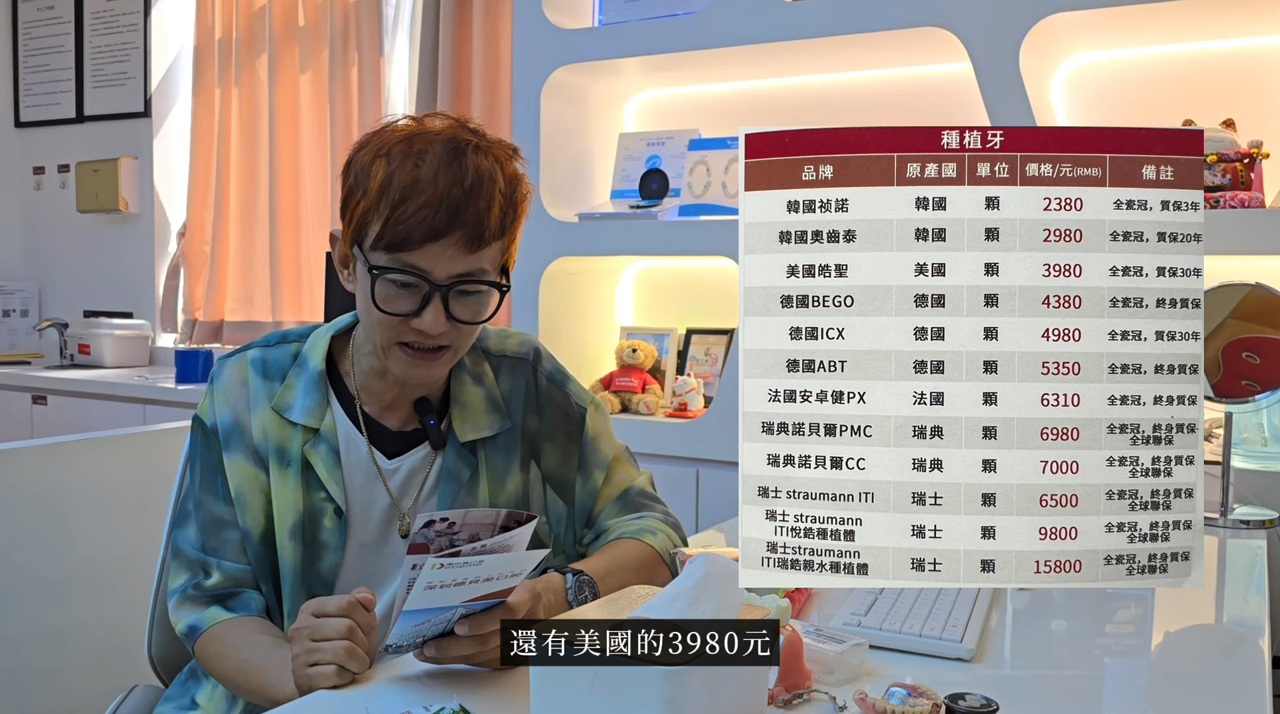 種植牙
品牌 原產國 單位 價格/元(RMB) 備註
韓國祯諾 韓國 顆 2380 全瓷冠，質保3年
韓國奧齒泰 韓國 顆 2980 全瓷冠，質保20年
美國皓聖 美國 顆 3980 全瓷冠，質保30年
德國BEGO 德國 顆 4380 全瓷冠，終身質保
德國ICX 德國 顆 4980 全瓷冠，質保30年
德國ABT 德國 顆 5350 全瓷冠，終身質保
法國安卓健PX 法國 顆 6310 全瓷冠，終身質保
瑞典諾貝爾PMC 瑞典 顆 6980 全瓷冠，終身質保
全球聯保
瑞典諾貝爾CC 瑞典 顆 7000 全瓷冠，終身質保
全球聯保
瑞士 straumann ITI 瑞士 顆 6500 全瓷冠，終身質保
全球聯保
瑞士 straumann
ITI悅鋯種植體 瑞士 顆 9800 全瓷冠，終身質保
全球聯保
瑞士straumann
ITI瑞鋯親水種植體 瑞士 顆 15800 全瓷冠，終身質保
全球聯保
還有美國的3980元